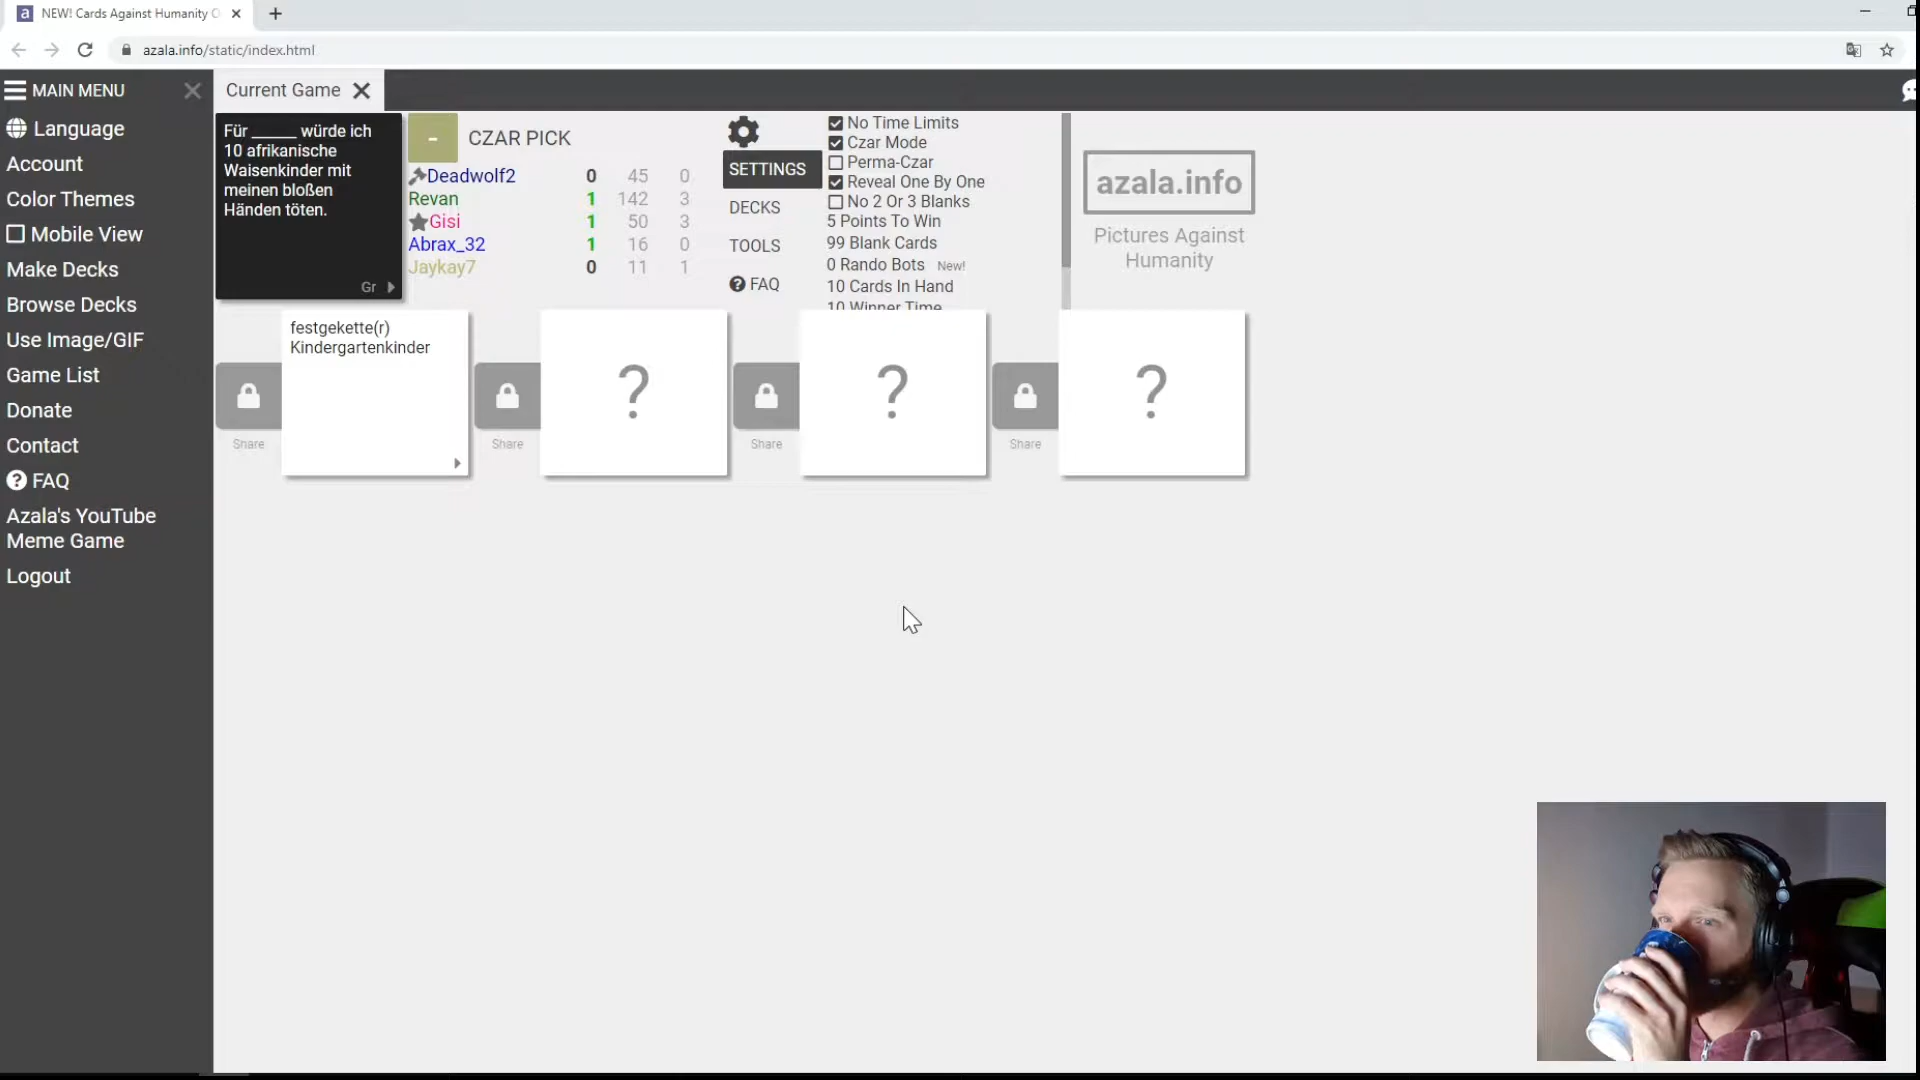 NEW! Cards Against Humanity O
azala.info/static/index.html
MAIN MENU
Current Game
Language
Account
Color Themes
Mobile View
Make Decks
Browse Decks
Use Image/GIF
Game List
Donate
Contact
FAQ
Azala's YouTube
Meme Game
Logout
Für _____ würde ich
10 afrikanische
Waisenkinder mit
meinen bloßen
Händen töten.
Gr
- CZAR PICK
Deadwolf2 0 45 0
Revan 1 142 3
Gisi 1 50 3
Abrax_32 1 16 0
Jaykay7 0 11 1
SETTINGS
DECKS
TOOLS
FAQ
No Time Limits
Czar Mode
Perma-Czar
Reveal One By One
No 2 Or 3 Blanks
5 Points To Win
99 Blank Cards
0 Rando Bots New!
10 Cards In Hand
10 Winner Time
azala.info
Pictures Against
Humanity
festgekette(r)
Kindergartenkinder
? ? ?
Share Share Share Share